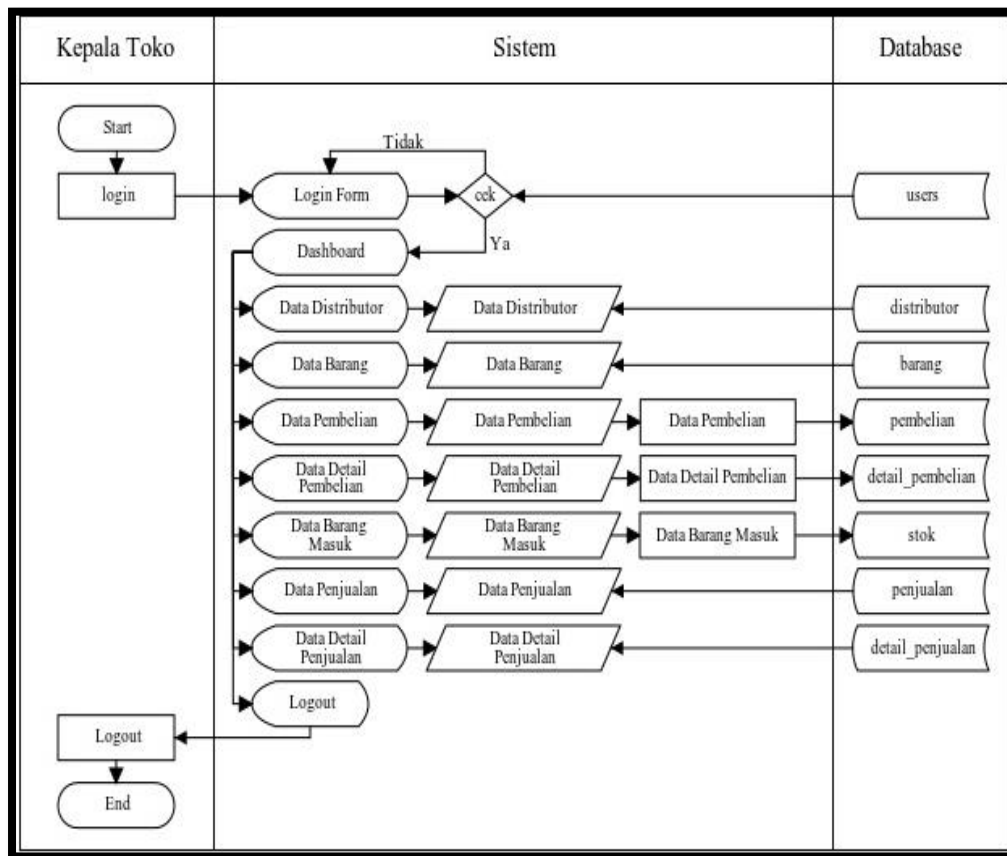 Kepala Toko
Sistem
Database
Start
Tidak
login
Login Form
cek
users
Ya
Dashboard
Data Distributor
Data Distributor
distributor
Data Barang
Data Barang
barang
Data Pembelian
Data Pembelian
Data Pembelian
pembelian
Data Detail
Pembelian
Data Detail
Pembelian
Data Detail Pembelian
detail_pembelian
Data Barang
Masuk
Data Barang
Masuk
Data Barang Masuk
stok
Data Penjualan
Data Penjualan
penjualan
Data Detail
Penjualan
Data Detail
Penjualan
detail_penjualan
Logout
Logout
End